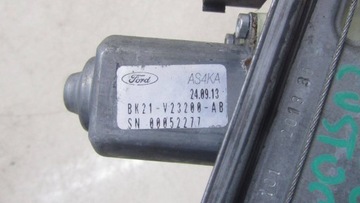 Ford AS4KA
24.09.13
BK21-V23200-AB
SN 00052277